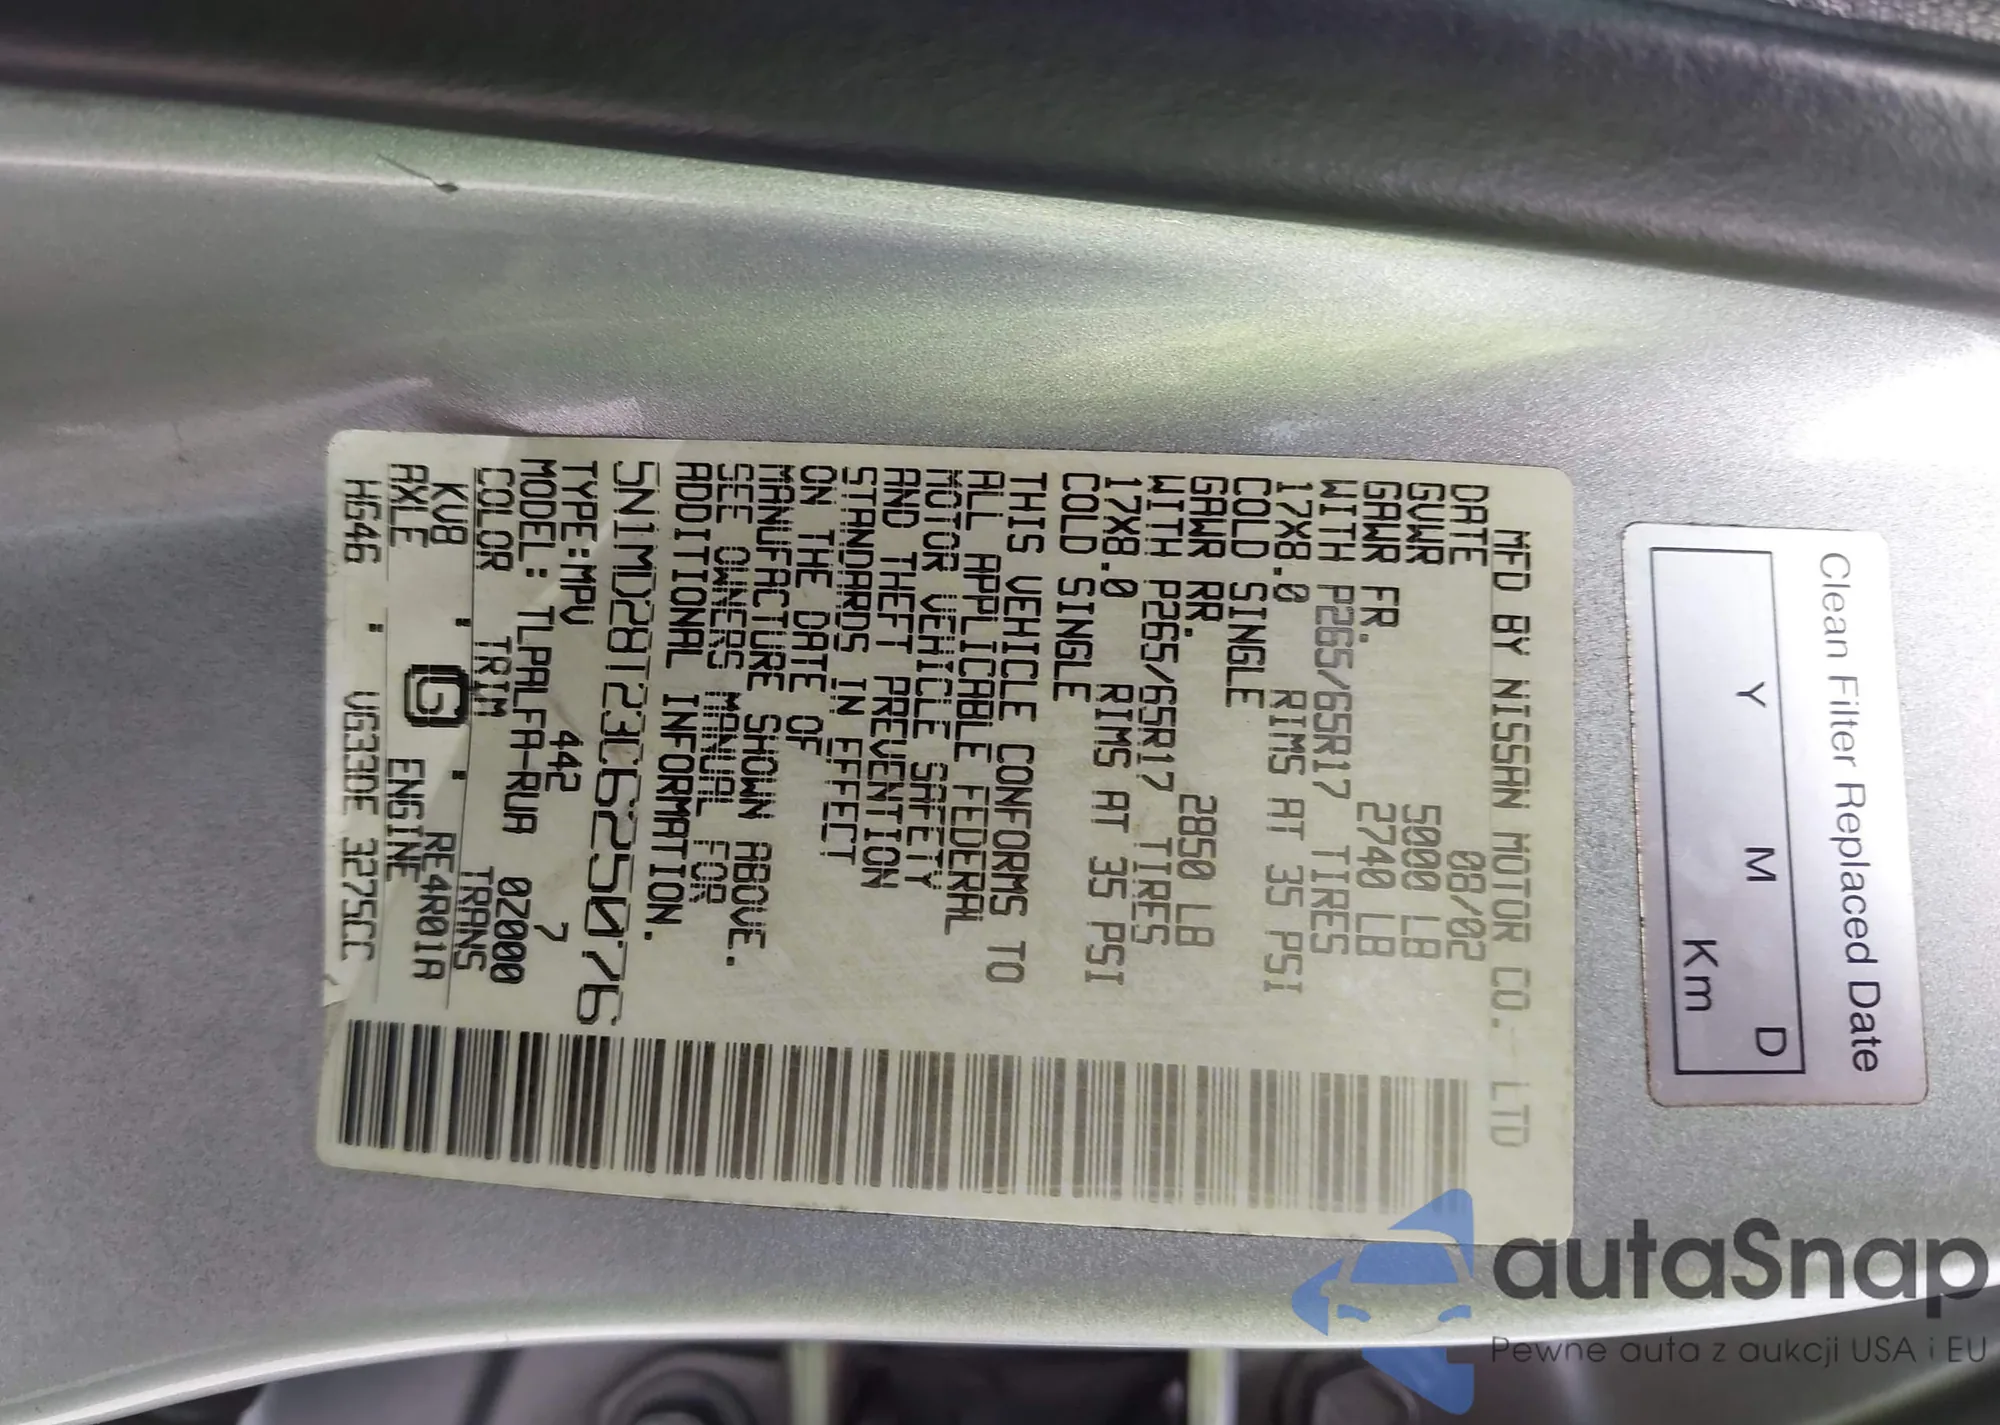 MFD BY NISSAN MOTOR CO. LTD
DATE 08/02
GVWR 5000 LB
GAWR FR. 2740 LB
WITH P265/65R17 TIRES
17X8.0 RIMS AT 35 PSI
COLD SINGLE
GAWR RR. 2850 LB
WITH P265/65R17 TIRES
17X8.0 RIMS AT 35 PSI
COLD SINGLE
THIS VEHICLE CONFORMS TO
ALL APPLICABLE FEDERAL
MOTOR VEHICLE SAFETY
AND THEFT PREVENTION
STANDARDS IN EFFECT
ON THE DATE OF
MANUFACTURE SHOWN ABOVE.
SEE OWNERS MANUAL FOR
ADDITIONAL INFORMATION.
5N1MD28T23C625076
TYPE:MPV 442 7
MODEL: TLPALFA-RUA 0Z000
COLOR TRIM TRANS
KV8 G RE4R01A
AXLE ENGINE
HG46 VG33DE 3275CC
Clean Filter Replaced Date
Y M D
Km
autaSnap
Pewne auta z aukcji USA i EU